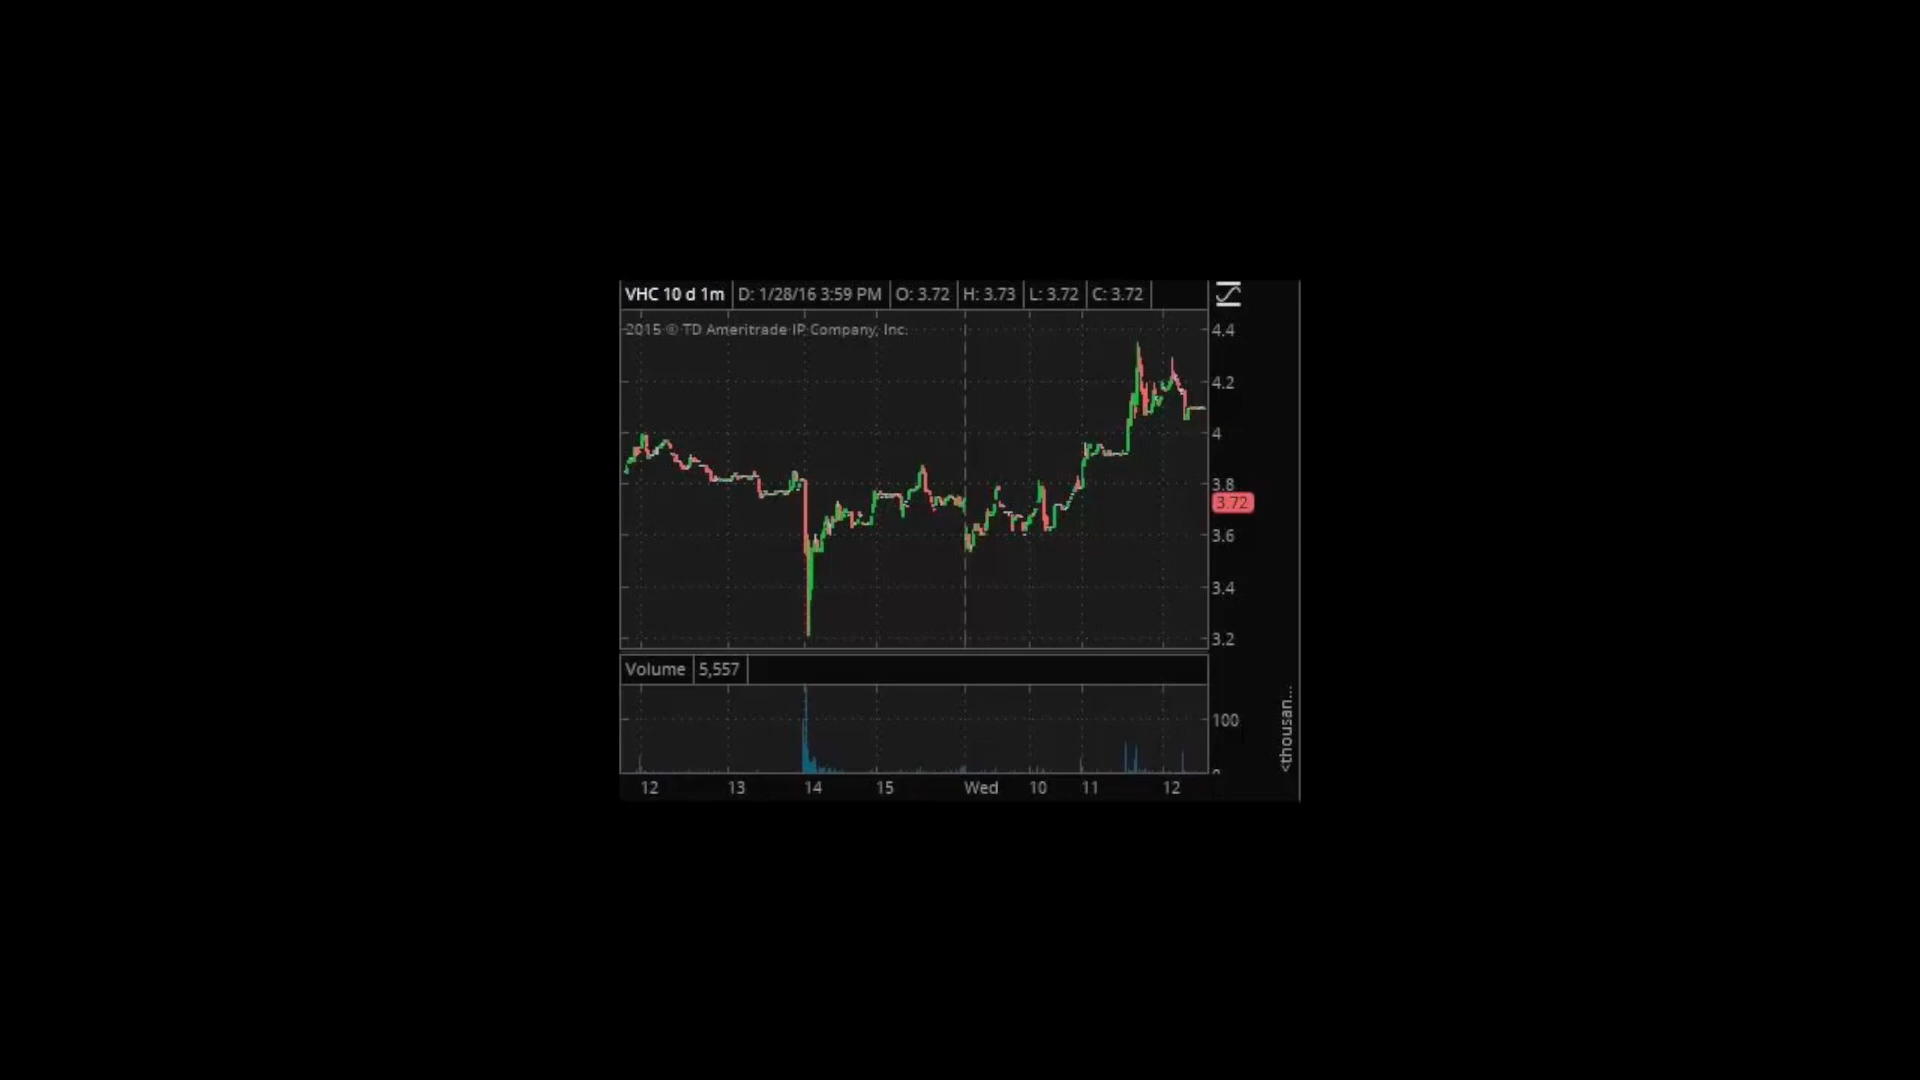 VHC 10 d 1m D: 1/28/16 3:59 PM O: 3.72 H: 3.73 L: 3.72 C: 3.72
2015 © TD Ameritrade IP Company, Inc.
4.4
4.2
4
3.8
3.72
3.6
3.4
3.2
Volume 5,557
100
0
<thousan...
12 13 14 15 Wed 10 11 12